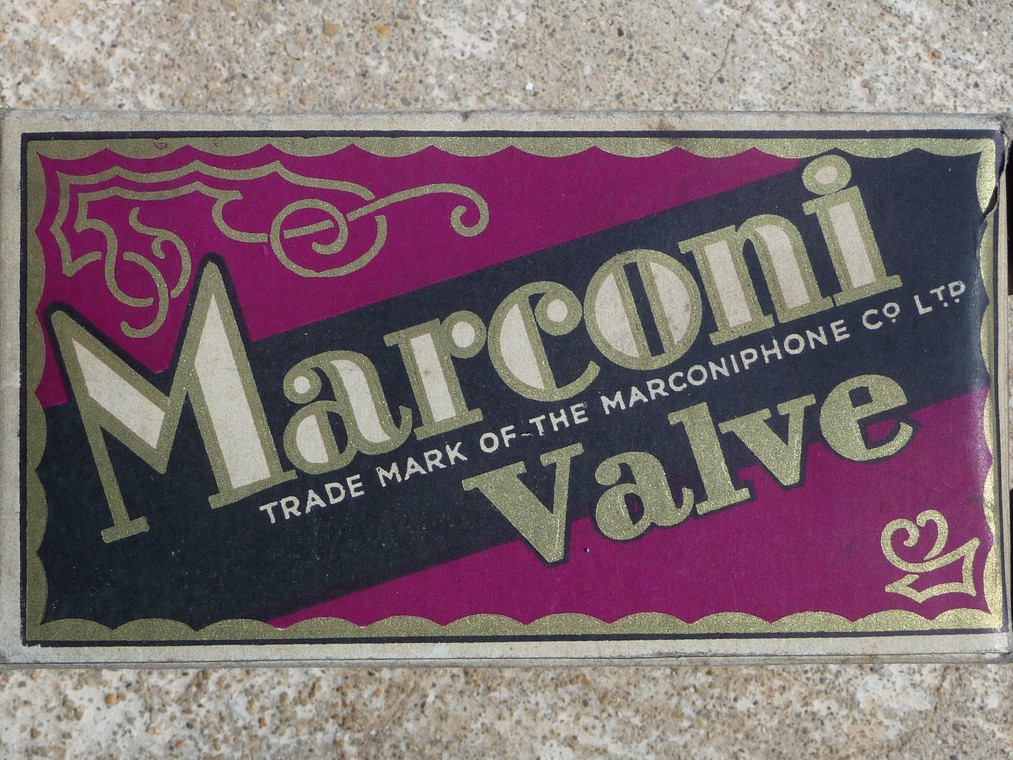 Marconi
TRADE MARK OF THE MARCONIPHONE Cº LTD
Valve